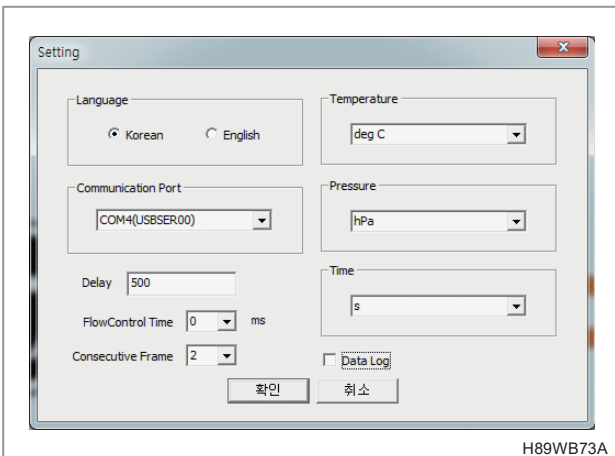 Setting
Language
Korean
English
Temperature
deg C
Communication Port
COM4(USBSER00)
Pressure
hPa
Delay
500
Time
s
FlowControl Time
0
ms
Consecutive Frame
2
Data Log
확인
취소
H89WB73A